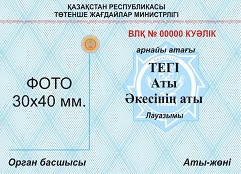 ҚАЗАҚСТАН РЕСПУБЛИКАСЫ
ТӨТЕНШЕ ЖАҒДАЙЛАР МИНИСТРЛІГІ
ВЛҚ № 00000 КУӘЛІК
арнайы атағы
ФОТО
30х40 мм.
ТЕГІ
Аты
Әкесінің аты
Лауазымы
Орган басшысы
Аты-жөні